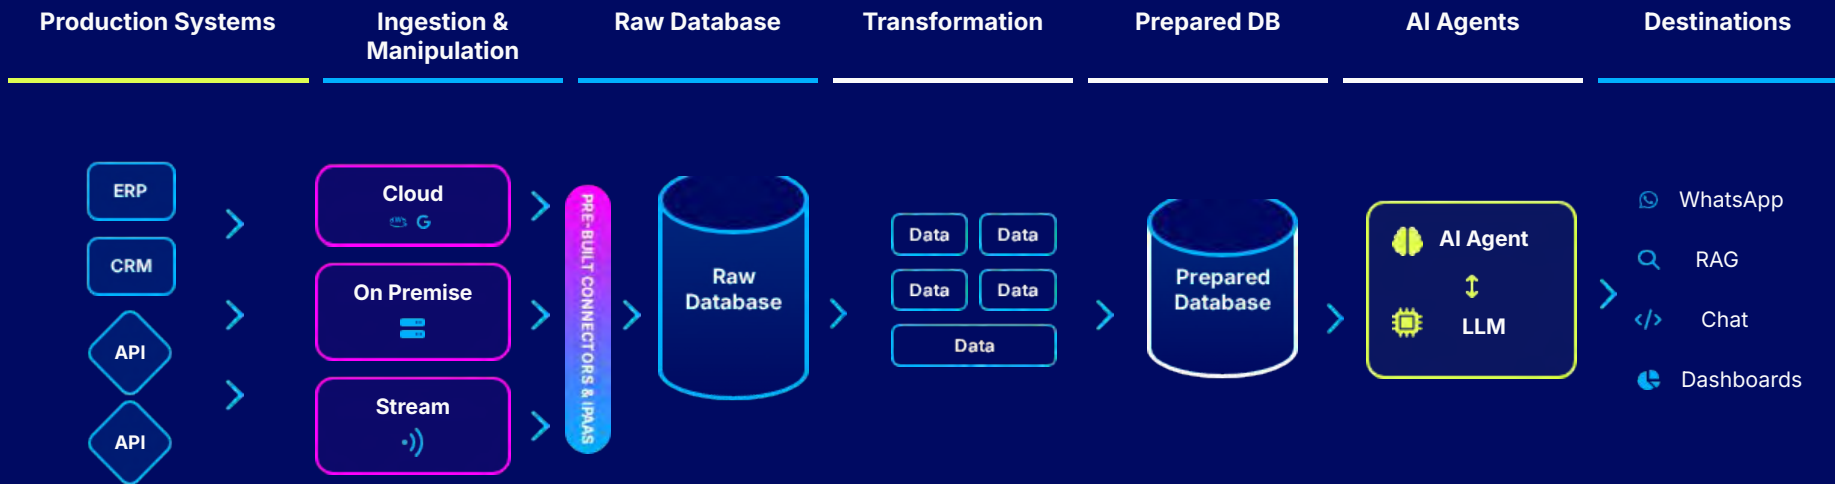 Production Systems
Ingestion &
Manipulation
Raw Database
Transformation
Prepared DB
AI Agents
Destinations
ERP
CRM
API
API
Cloud
On Premise
Stream
PRE-BUILT CONNECTORS & IPAAS
Raw
Database
Data
Data
Data
Data
Data
Prepared
Database
AI Agent
LLM
WhatsApp
RAG
Chat
Dashboards